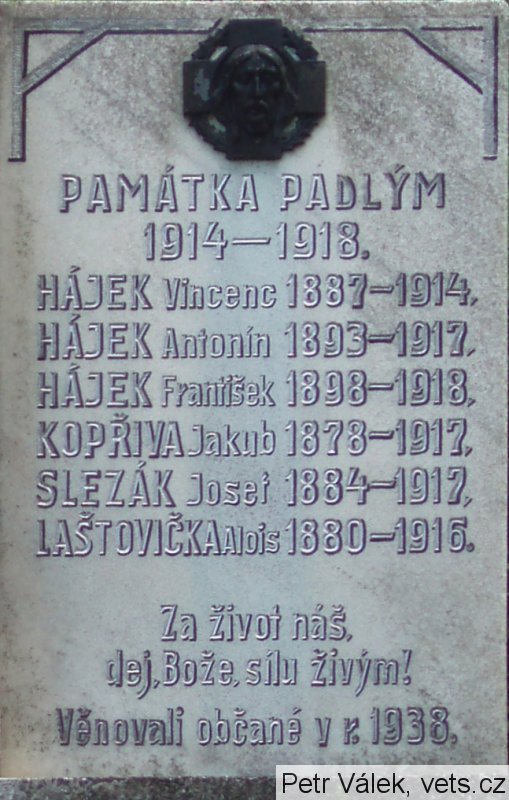 PAMÁTKA PADLÝM
1914–1918.
HÁJEK Vincenc 1887–1914,
HÁJEK Antonín 1893–1917,
HÁJEK František 1898–1918,
KOPŘIVA Jakub 1878–1917,
SLEZÁK Josef 1884–1917,
LAŠTOVIČKA Alois 1880–1916.
Za život náš,
dej, Bože, sílu živým!
Věnovali občané v r. 1938.
Petr Válek, vets.cz